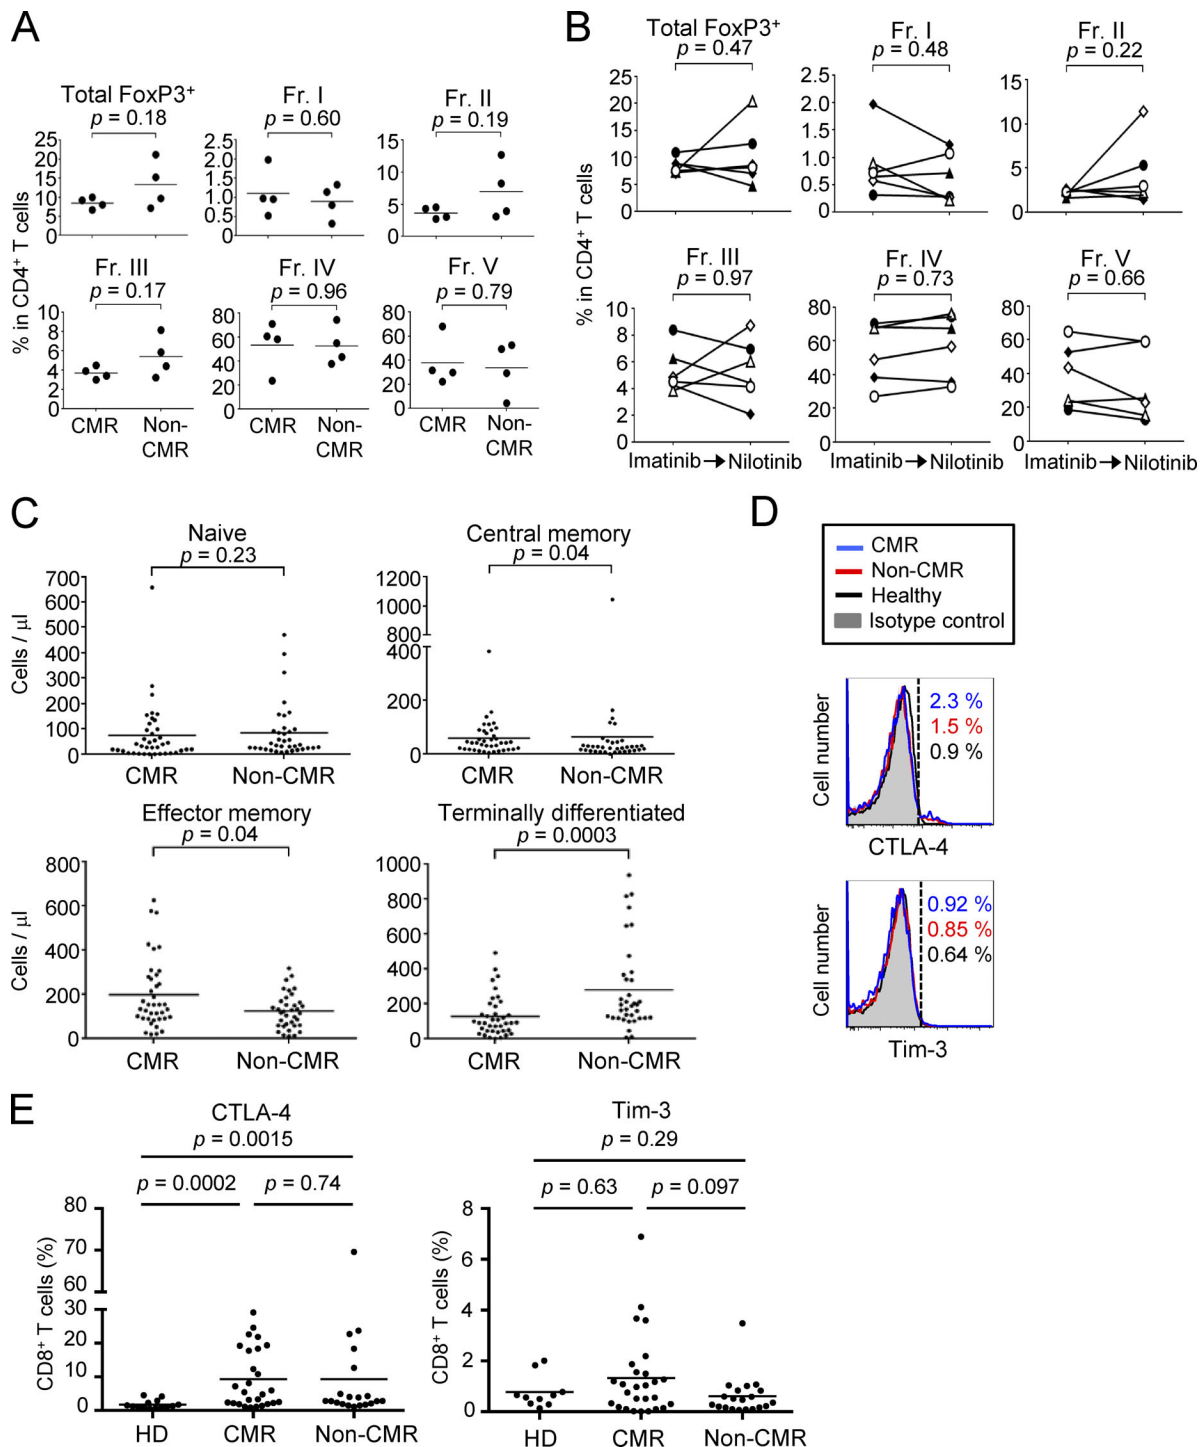 A
Total FoxP3+
p = 0.18
Fr. I
p = 0.60
Fr. II
p = 0.19
25
20
15
10
5
0
2.5
2.0
1.5
1.0
0.5
0
15
10
5
0
% in CD4+ T cells
Fr. III
p = 0.17
Fr. IV
p = 0.96
Fr. V
p = 0.79
10
8
6
4
2
0
80
60
40
20
0
80
60
40
20
0
CMR
Non-CMR
CMR
Non-CMR
CMR
Non-CMR
B
Total FoxP3+
p = 0.47
Fr. I
p = 0.48
Fr. II
p = 0.22
25
20
15
10
5
0
2.5
2.0
1.5
1.0
0.5
0
15
10
5
0
% in CD4+ T cells
Fr. III
p = 0.97
Fr. IV
p = 0.73
Fr. V
p = 0.66
10
8
6
4
2
0
80
60
40
20
0
80
60
40
20
0
Imatinib → Nilotinib
Imatinib → Nilotinib
Imatinib → Nilotinib
C
Naive
p = 0.23
700
600
500
400
300
200
100
0
Cells / μl
CMR
Non-CMR
Central memory
p = 0.04
1200
1000
800
400
200
0
CMR
Non-CMR
Effector memory
p = 0.04
800
600
400
200
0
Cells / μl
CMR
Non-CMR
Terminally differentiated
p = 0.0003
1000
800
600
400
200
0
CMR
Non-CMR
D
CMR
Non-CMR
Healthy
Isotype control
2.3 %
1.5 %
0.9 %
Cell number
CTLA-4
0.92 %
0.85 %
0.64 %
Cell number
Tim-3
E
CTLA-4
p = 0.0015
p = 0.0002
p = 0.74
80
70
60
30
20
10
0
CD8+ T cells (%)
HD
CMR
Non-CMR
Tim-3
p = 0.29
p = 0.63
p = 0.097
8
6
4
2
0
CD8+ T cells (%)
HD
CMR
Non-CMR